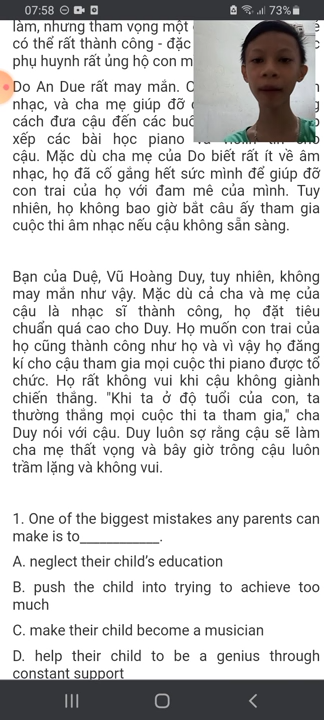 07:58
73%
làm, nhưng tham vọng một
có thể rất thành công - đặc
phụ huynh rất ủng hộ con m
Do An Due rất may mắn. C
nhạc, và cha mẹ giúp đỡ
cách đưa cậu đến các buổ
xếp các bài học piano
cậu. Mặc dù cha mẹ của Do biết rất ít về âm
nhạc, họ đã cố gắng hết sức mình để giúp đỡ
con trai của họ với đam mê của mình. Tuy
nhiên, họ không bao giờ bắt câu ấy tham gia
cuộc thi âm nhạc nếu cậu không sẵn sàng.
Bạn của Duệ, Vũ Hoàng Duy, tuy nhiên, không
may mắn như vậy. Mặc dù cả cha và mẹ của
cậu là nhạc sĩ thành công, họ đặt tiêu
chuẩn quá cao cho Duy. Họ muốn con trai của
họ cũng thành công như họ và vì vậy họ đăng
kí cho cậu tham gia mọi cuộc thi piano được tổ
chức. Họ rất không vui khi cậu không giành
chiến thắng. "Khi ta ở độ tuổi của con, ta
thường thắng mọi cuộc thi ta tham gia," cha
Duy nói với cậu. Duy luôn sợ rằng cậu sẽ làm
cha mẹ thất vọng và bây giờ trông cậu luôn
trầm lặng và không vui.
1. One of the biggest mistakes any parents can
make is to____________.
A. neglect their child's education
B. push the child into trying to achieve too
much
C. make their child become a musician
D. help their child to be a genius through
constant support